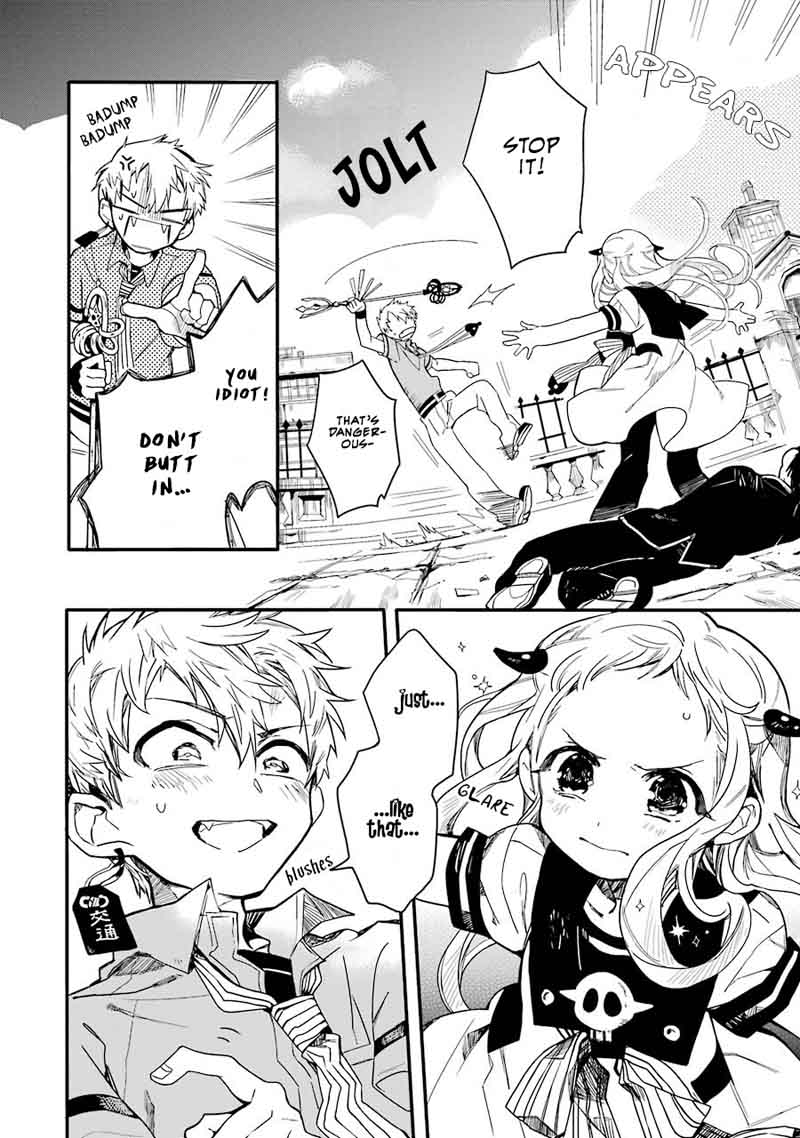 APPEARS
STOP
IT!
JOLT
THAT'S
DANGER-
OUS-
BADUMP
BADUMP
YOU
IDIOT!
DON'T
BUTT
IN...
GLARE
just...
...like
that...
blushes
交通